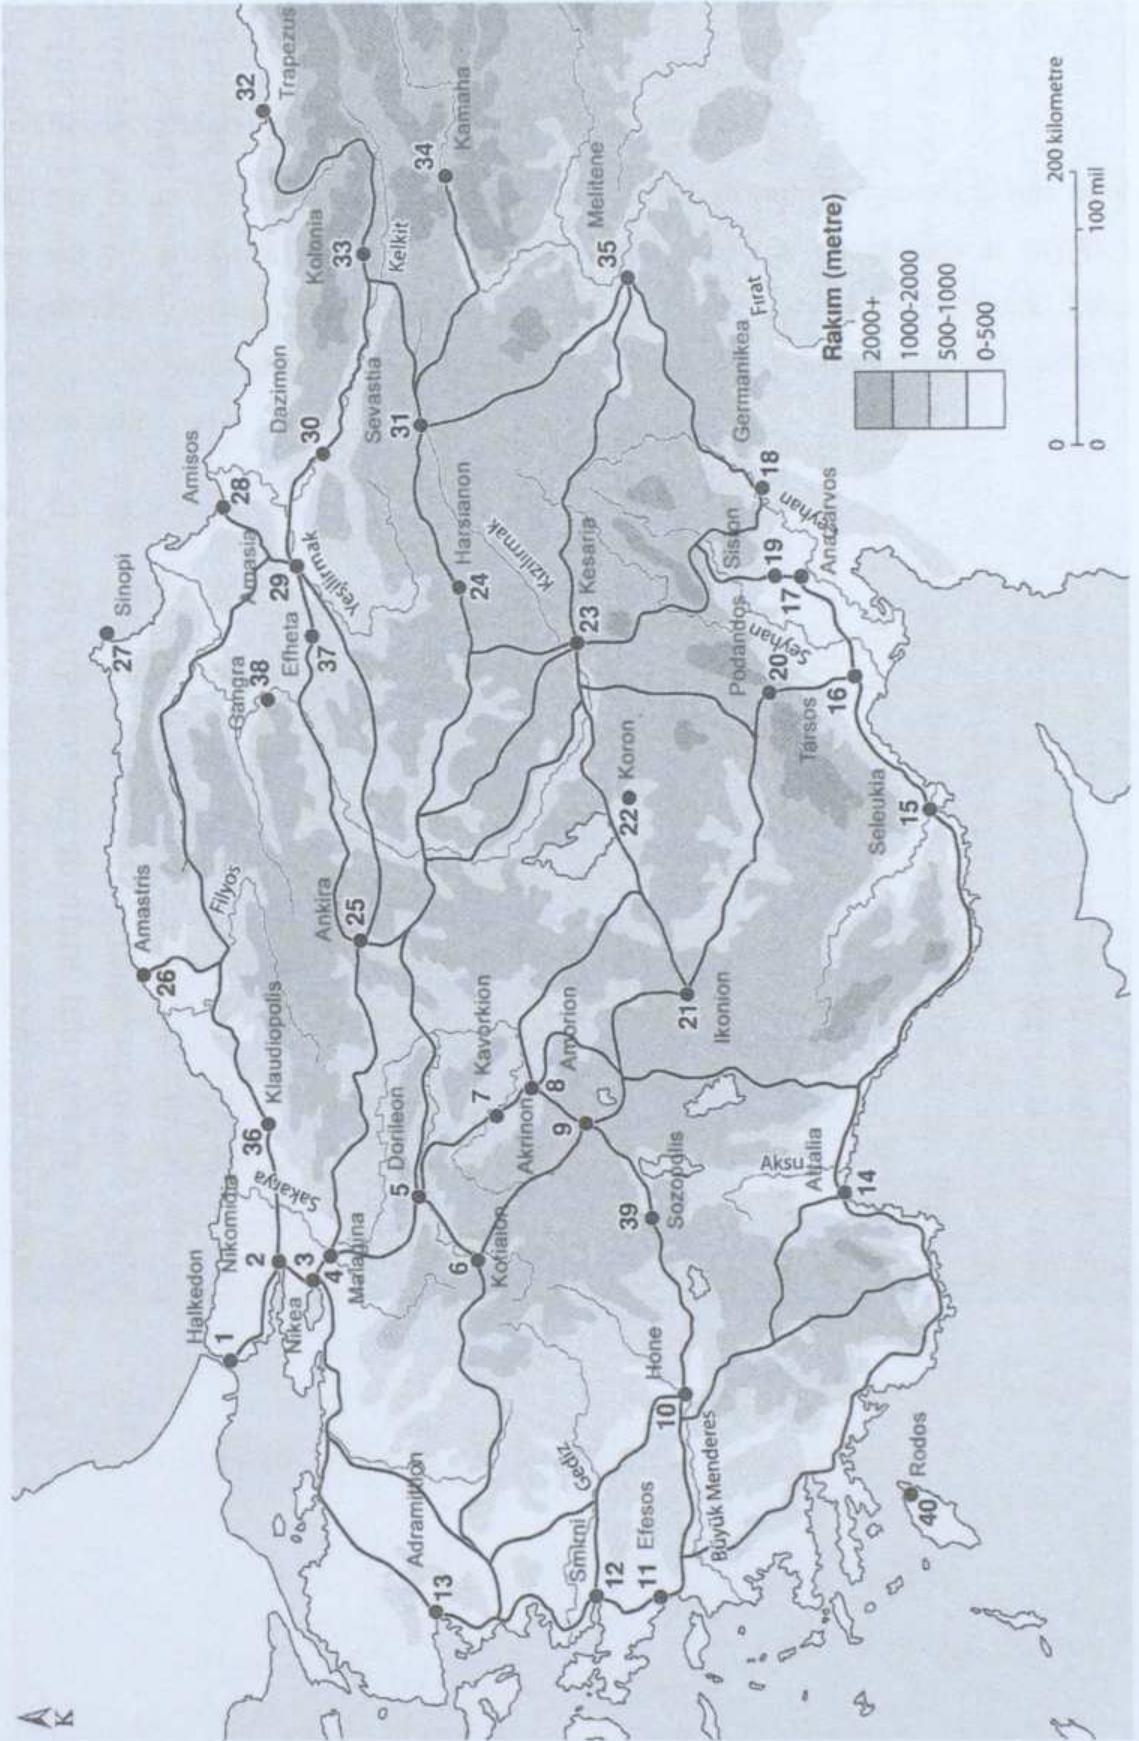 K
Halkedon
1
Nikomidia
2
Nikea
3
4
Malagina
Sakarya
36
Klaudiopolis
Amastris
26
Filyos
Sinopi
27
Amisos
28
Amasia
29
Yeşilırmak
Efheta
37
Gangra
38
Dazimon
30
Kolonia
33
Kelkit
Trapezus
32
Kamaha
34
Sevastia
31
Harsianon
24
Kızılırmak
Ankira
25
Dorileon
5
Kotiaion
6
Kavorkion
7
Amorion
8
Akrinon
9
Adramittion
13
Gediz
Smirni
12
Efesos
11
Hone
10
Büyük Menderes
Sozopolis
39
Aksu
Attalia
14
Rodos
40
Ikonion
21
Koron
22
Kesaria
23
Melitene
35
Fırat
Germanikea
18
Seyhan
Sision
19
Anazarvos
17
Podandos
20
Seyhan
Tarsos
16
Seleukia
15
Rakım (metre)
2000+
1000-2000
500-1000
0-500
0 200 kilometre
0 100 mil